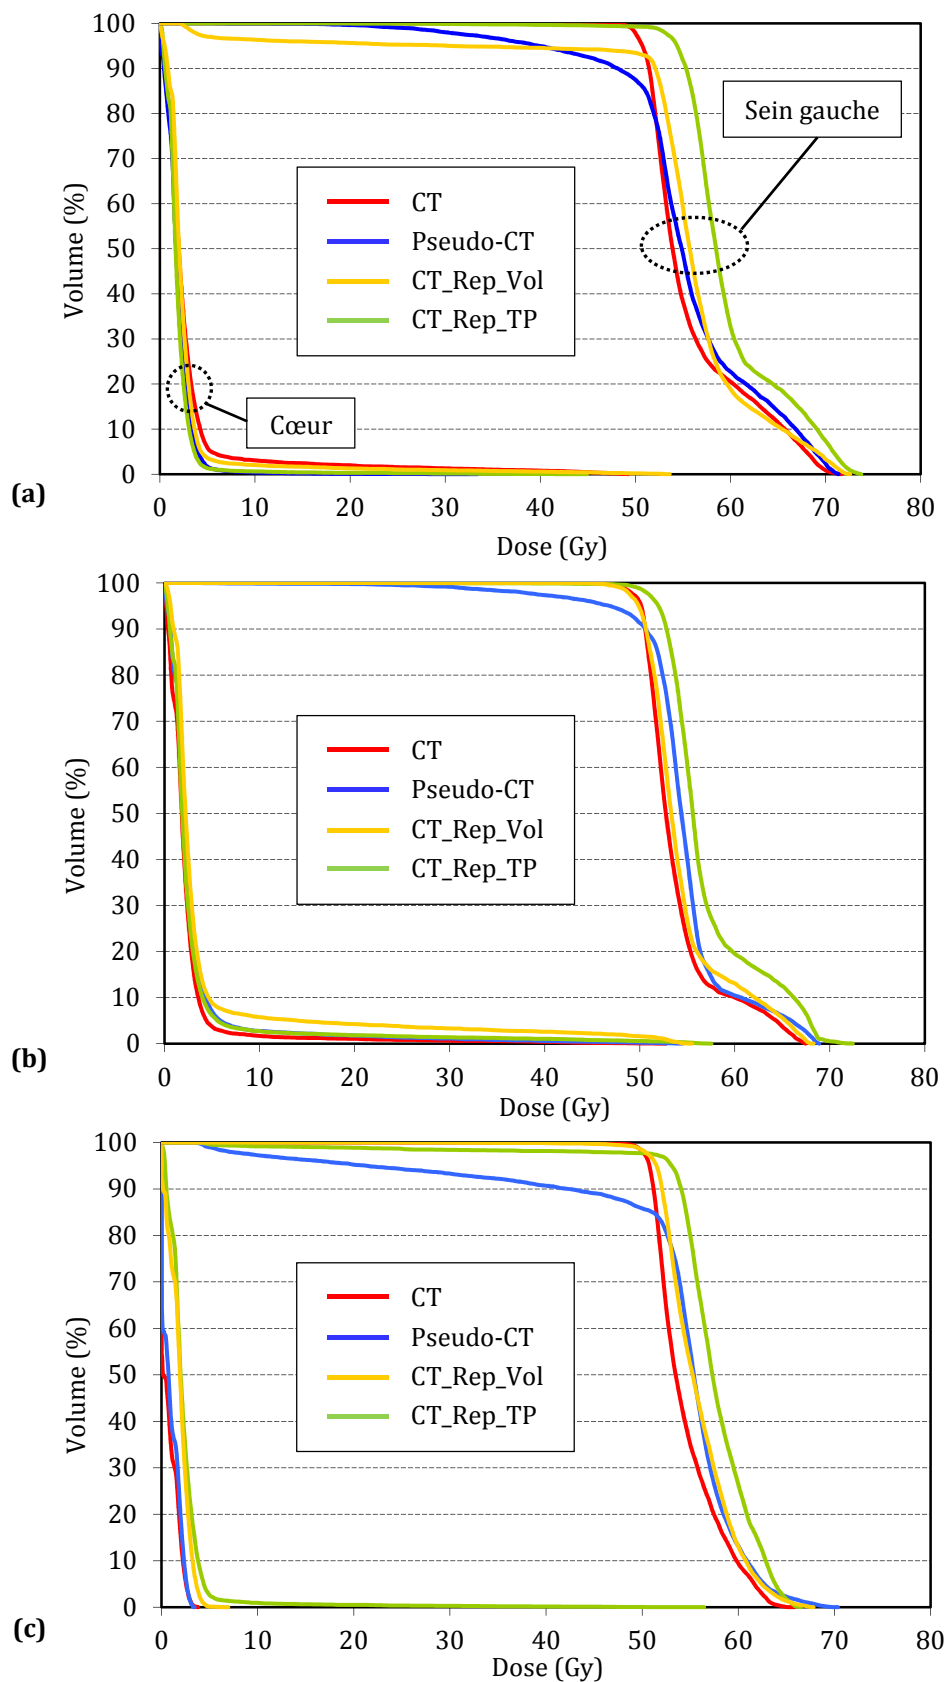 100
90
80
70
60
50
40
30
20
10
0
Volume (%)
Sein gauche
CT
Pseudo-CT
CT_Rep_Vol
CT_Rep_TP
Cœur
(a)
0 10 20 30 40 50 60 70 80
Dose (Gy)
100
90
80
70
60
50
40
30
20
10
0
Volume (%)
CT
Pseudo-CT
CT_Rep_Vol
CT_Rep_TP
(b)
0 10 20 30 40 50 60 70 80
Dose (Gy)
100
90
80
70
60
50
40
30
20
10
0
Volume (%)
CT
Pseudo-CT
CT_Rep_Vol
CT_Rep_TP
(c)
0 10 20 30 40 50 60 70 80
Dose (Gy)